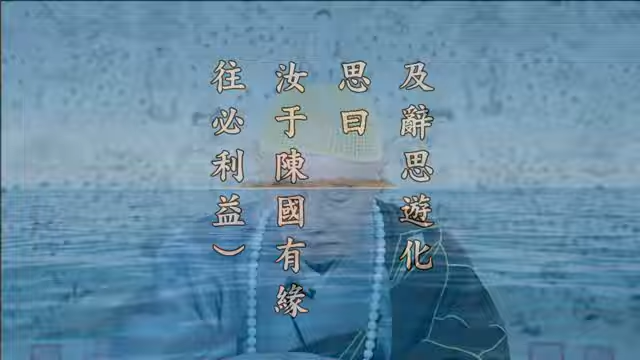 及辭思遊化
思曰
汝于陳國有緣
往必利益）